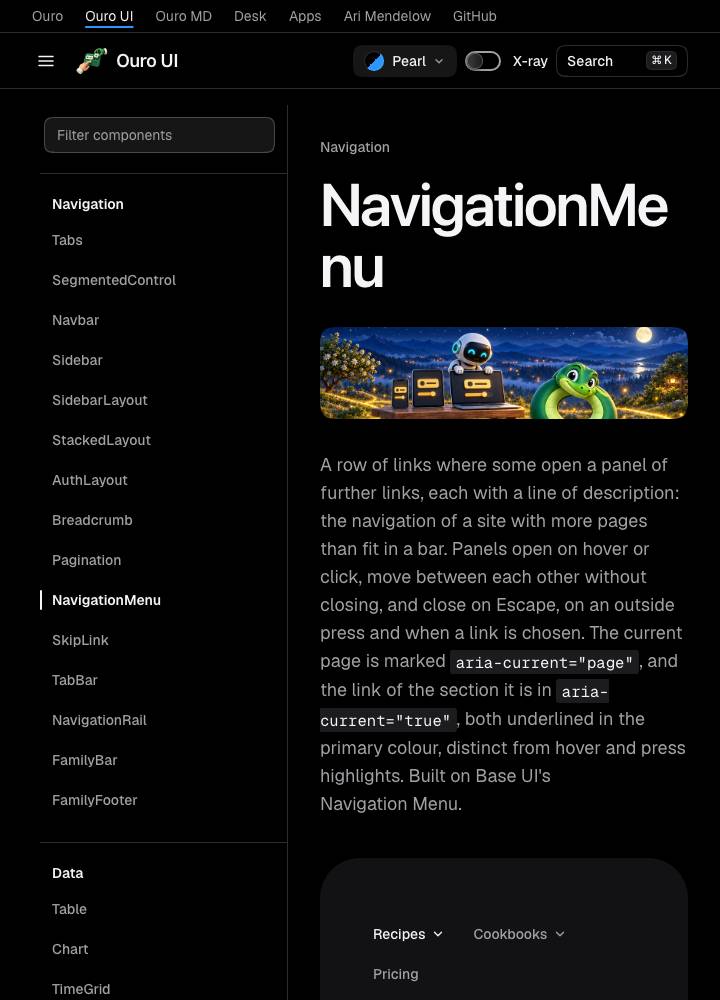 Ouro Ouro UI Ouro MD Desk Apps Ari Mendelow GitHub
Ouro UI Pearl X-ray Search ⌘ K
Filter components
Navigation
Tabs
SegmentedControl
Navbar
Sidebar
SidebarLayout
StackedLayout
AuthLayout
Breadcrumb
Pagination
NavigationMenu
SkipLink
TabBar
NavigationRail
FamilyBar
FamilyFooter
Data
Table
Chart
TimeGrid
Navigation
NavigationMe
nu
A row of links where some open a panel of
further links, each with a line of description:
the navigation of a site with more pages
than fit in a bar. Panels open on hover or
click, move between each other without
closing, and close on Escape, on an outside
press and when a link is chosen. The current
page is marked aria-current="page", and
the link of the section it is in aria-
current="true", both underlined in the
primary colour, distinct from hover and press
highlights. Built on Base UI's
Navigation Menu.
Recipes Cookbooks
Pricing